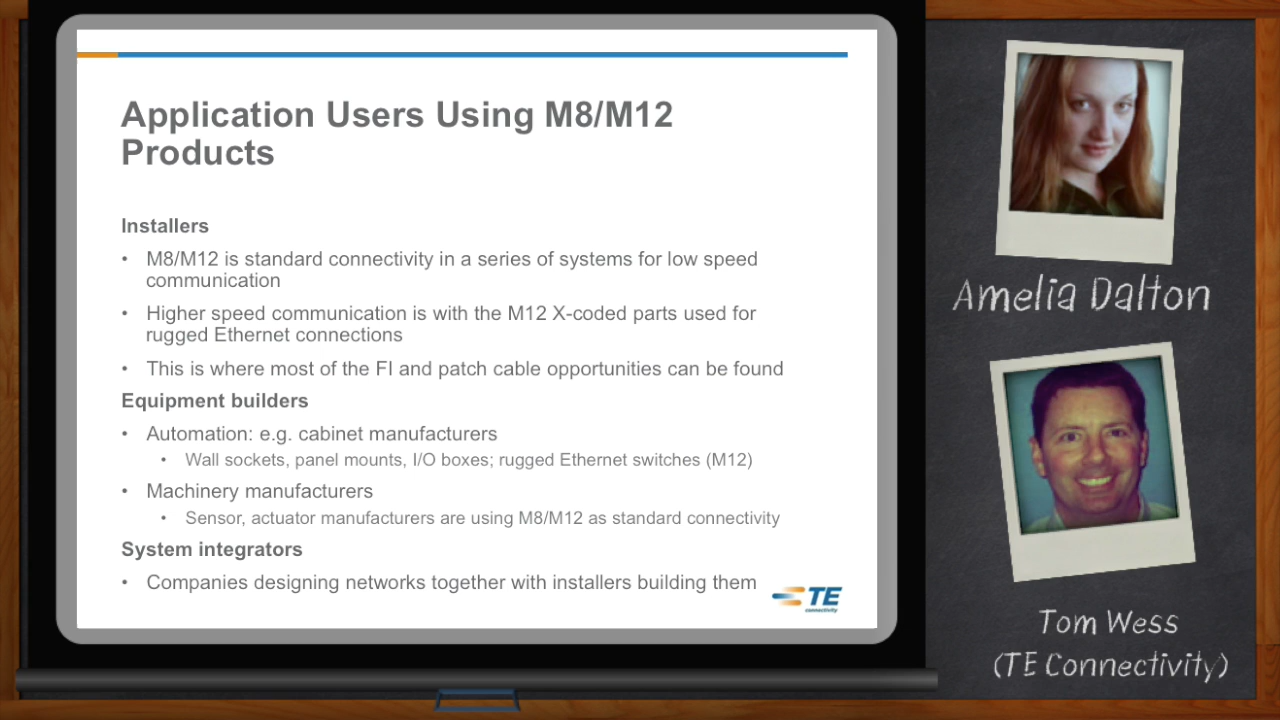 Application Users Using M8/M12
Products
Installers
• M8/M12 is standard connectivity in a series of systems for low speed
communication
• Higher speed communication is with the M12 X-coded parts used for
rugged Ethernet connections
• This is where most of the FI and patch cable opportunities can be found
Equipment builders
• Automation: e.g. cabinet manufacturers
• Wall sockets, panel mounts, I/O boxes; rugged Ethernet switches (M12)
• Machinery manufacturers
• Sensor, actuator manufacturers are using M8/M12 as standard connectivity
System integrators
• Companies designing networks together with installers building them
TE
connectivity
Amelia Dalton
Tom Wess
(TE Connectivity)